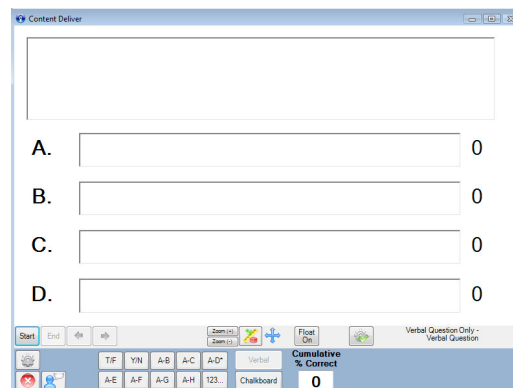 Content Deliver
A. 0
B. 0
C. 0
D. 0
Start End Zoom (+) Zoom (-) Float On Verbal Question Only - Verbal Question
T/F Y/N A-B A-C A-D* Verbal Cumulative % Correct
A-E A-F A-G A-H 123... Chalkboard 0